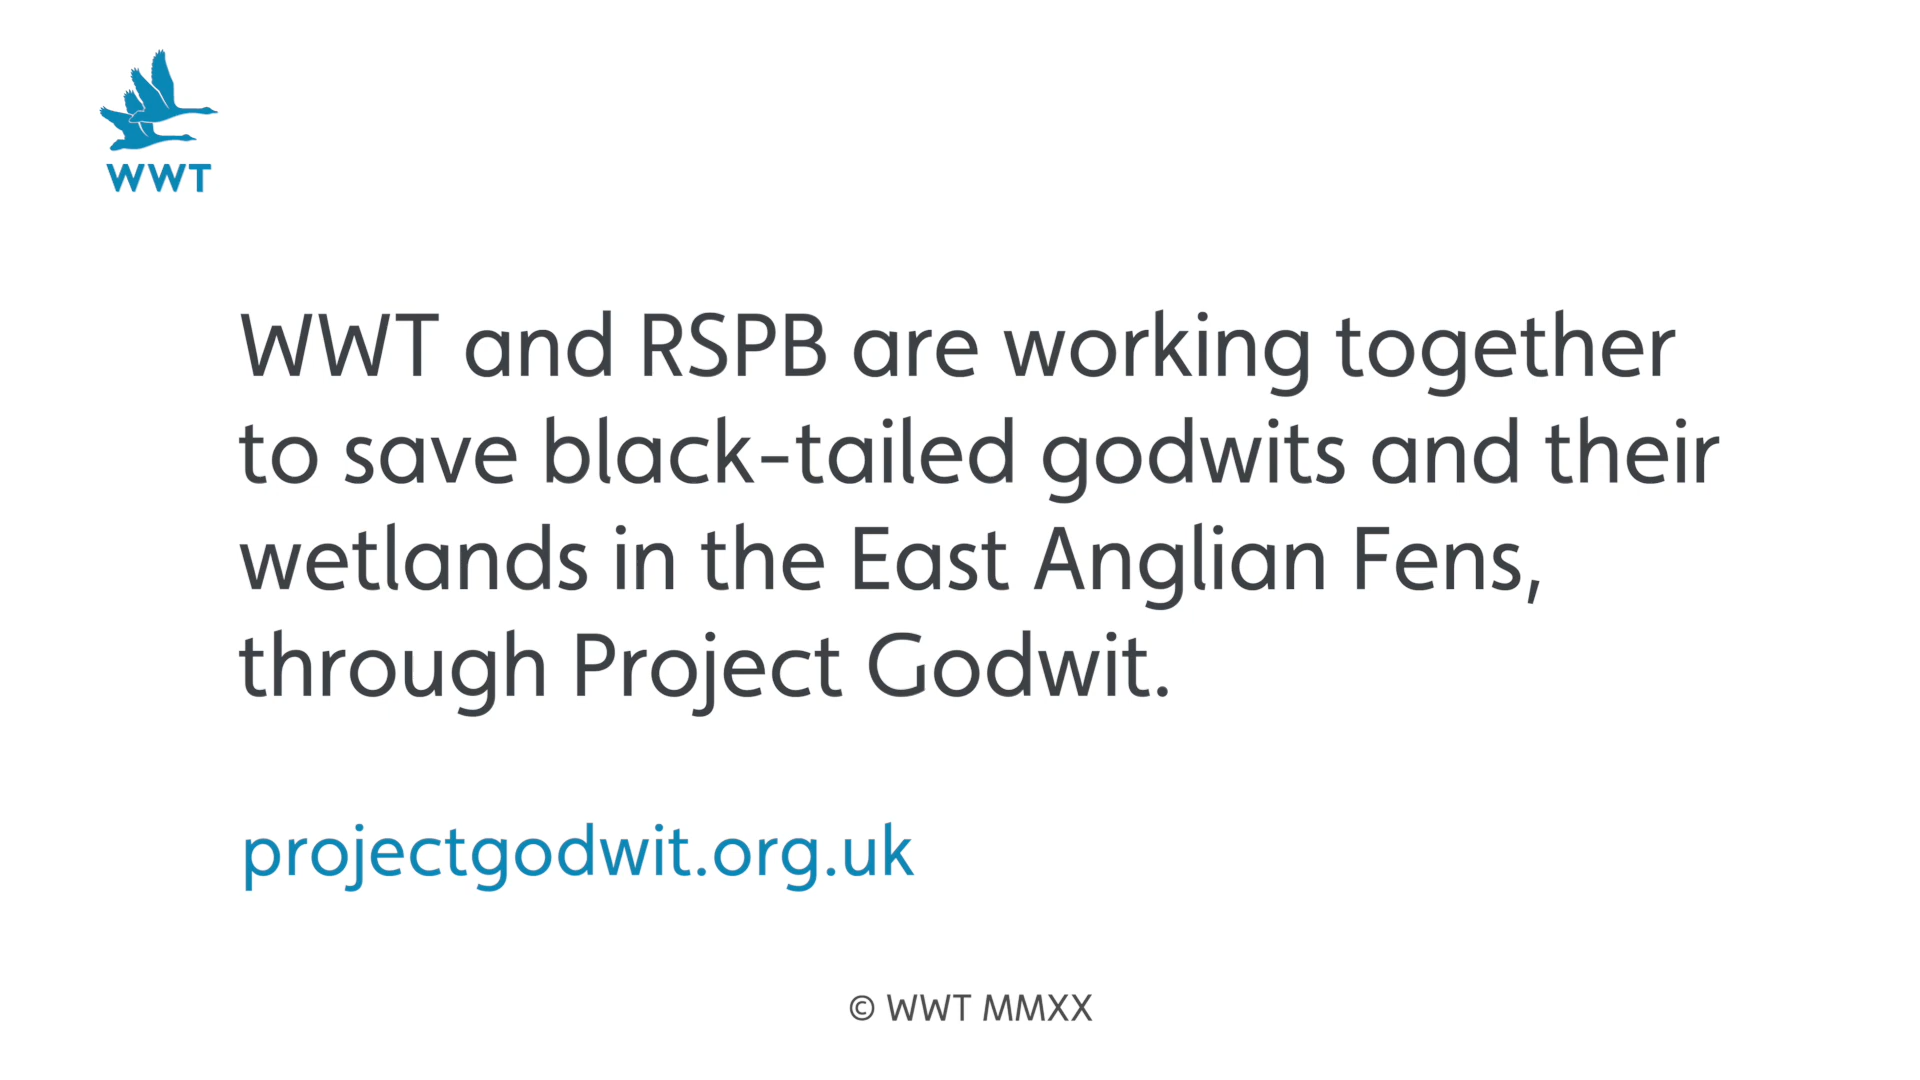 WWT
WWT and RSPB are working together
to save black-tailed godwits and their
wetlands in the East Anglian Fens,
through Project Godwit.
projectgodwit.org.uk
© WWT MMXX